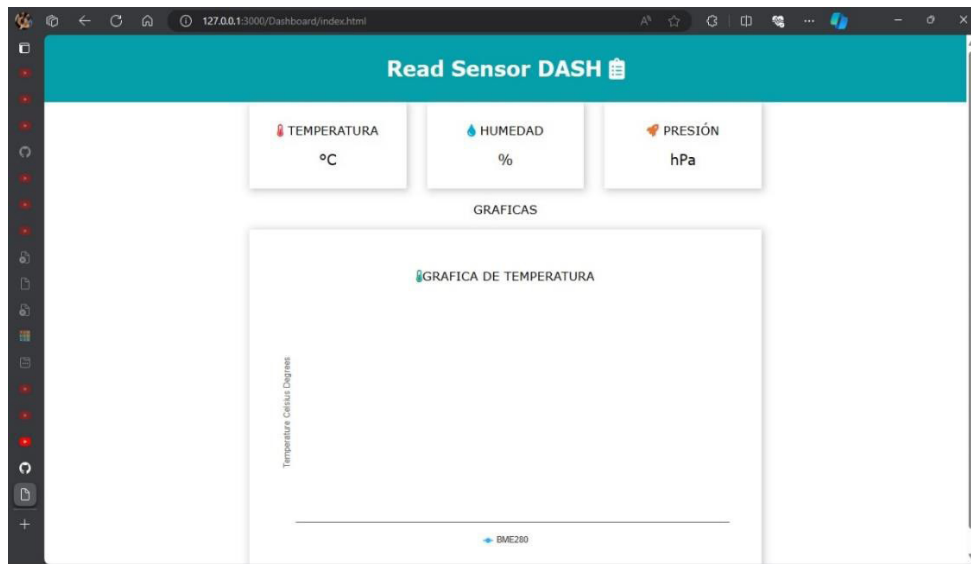 127.0.0.1:3000/Dashboard/index.html
Read Sensor DASH
TEMPERATURA
ºC
HUMEDAD
%
PRESIÓN
hPa
GRAFICAS
GRAFICA DE TEMPERATURA
Temperature Celsius Degrees
BME280